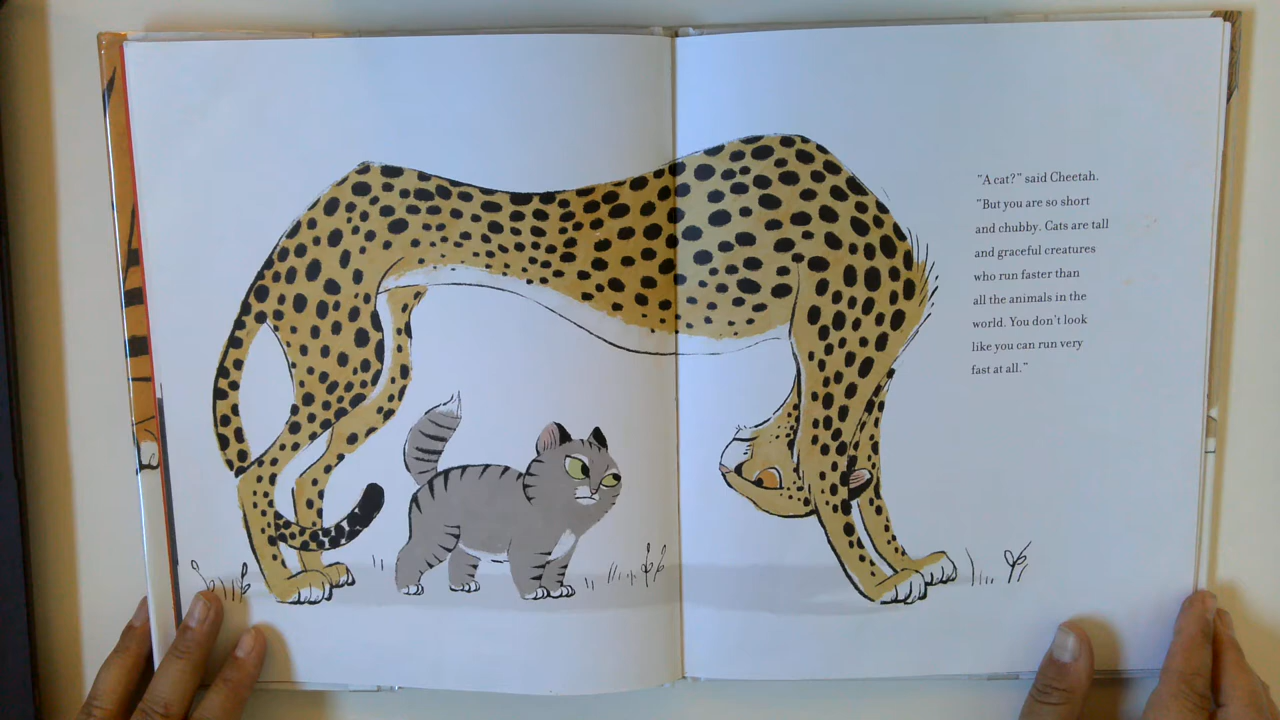 "A cat?" said Cheetah.
"But you are so short
and chubby. Cats are tall
and graceful creatures
who run faster than
all the animals in the
world. You don't look
like you can run very
fast at all."